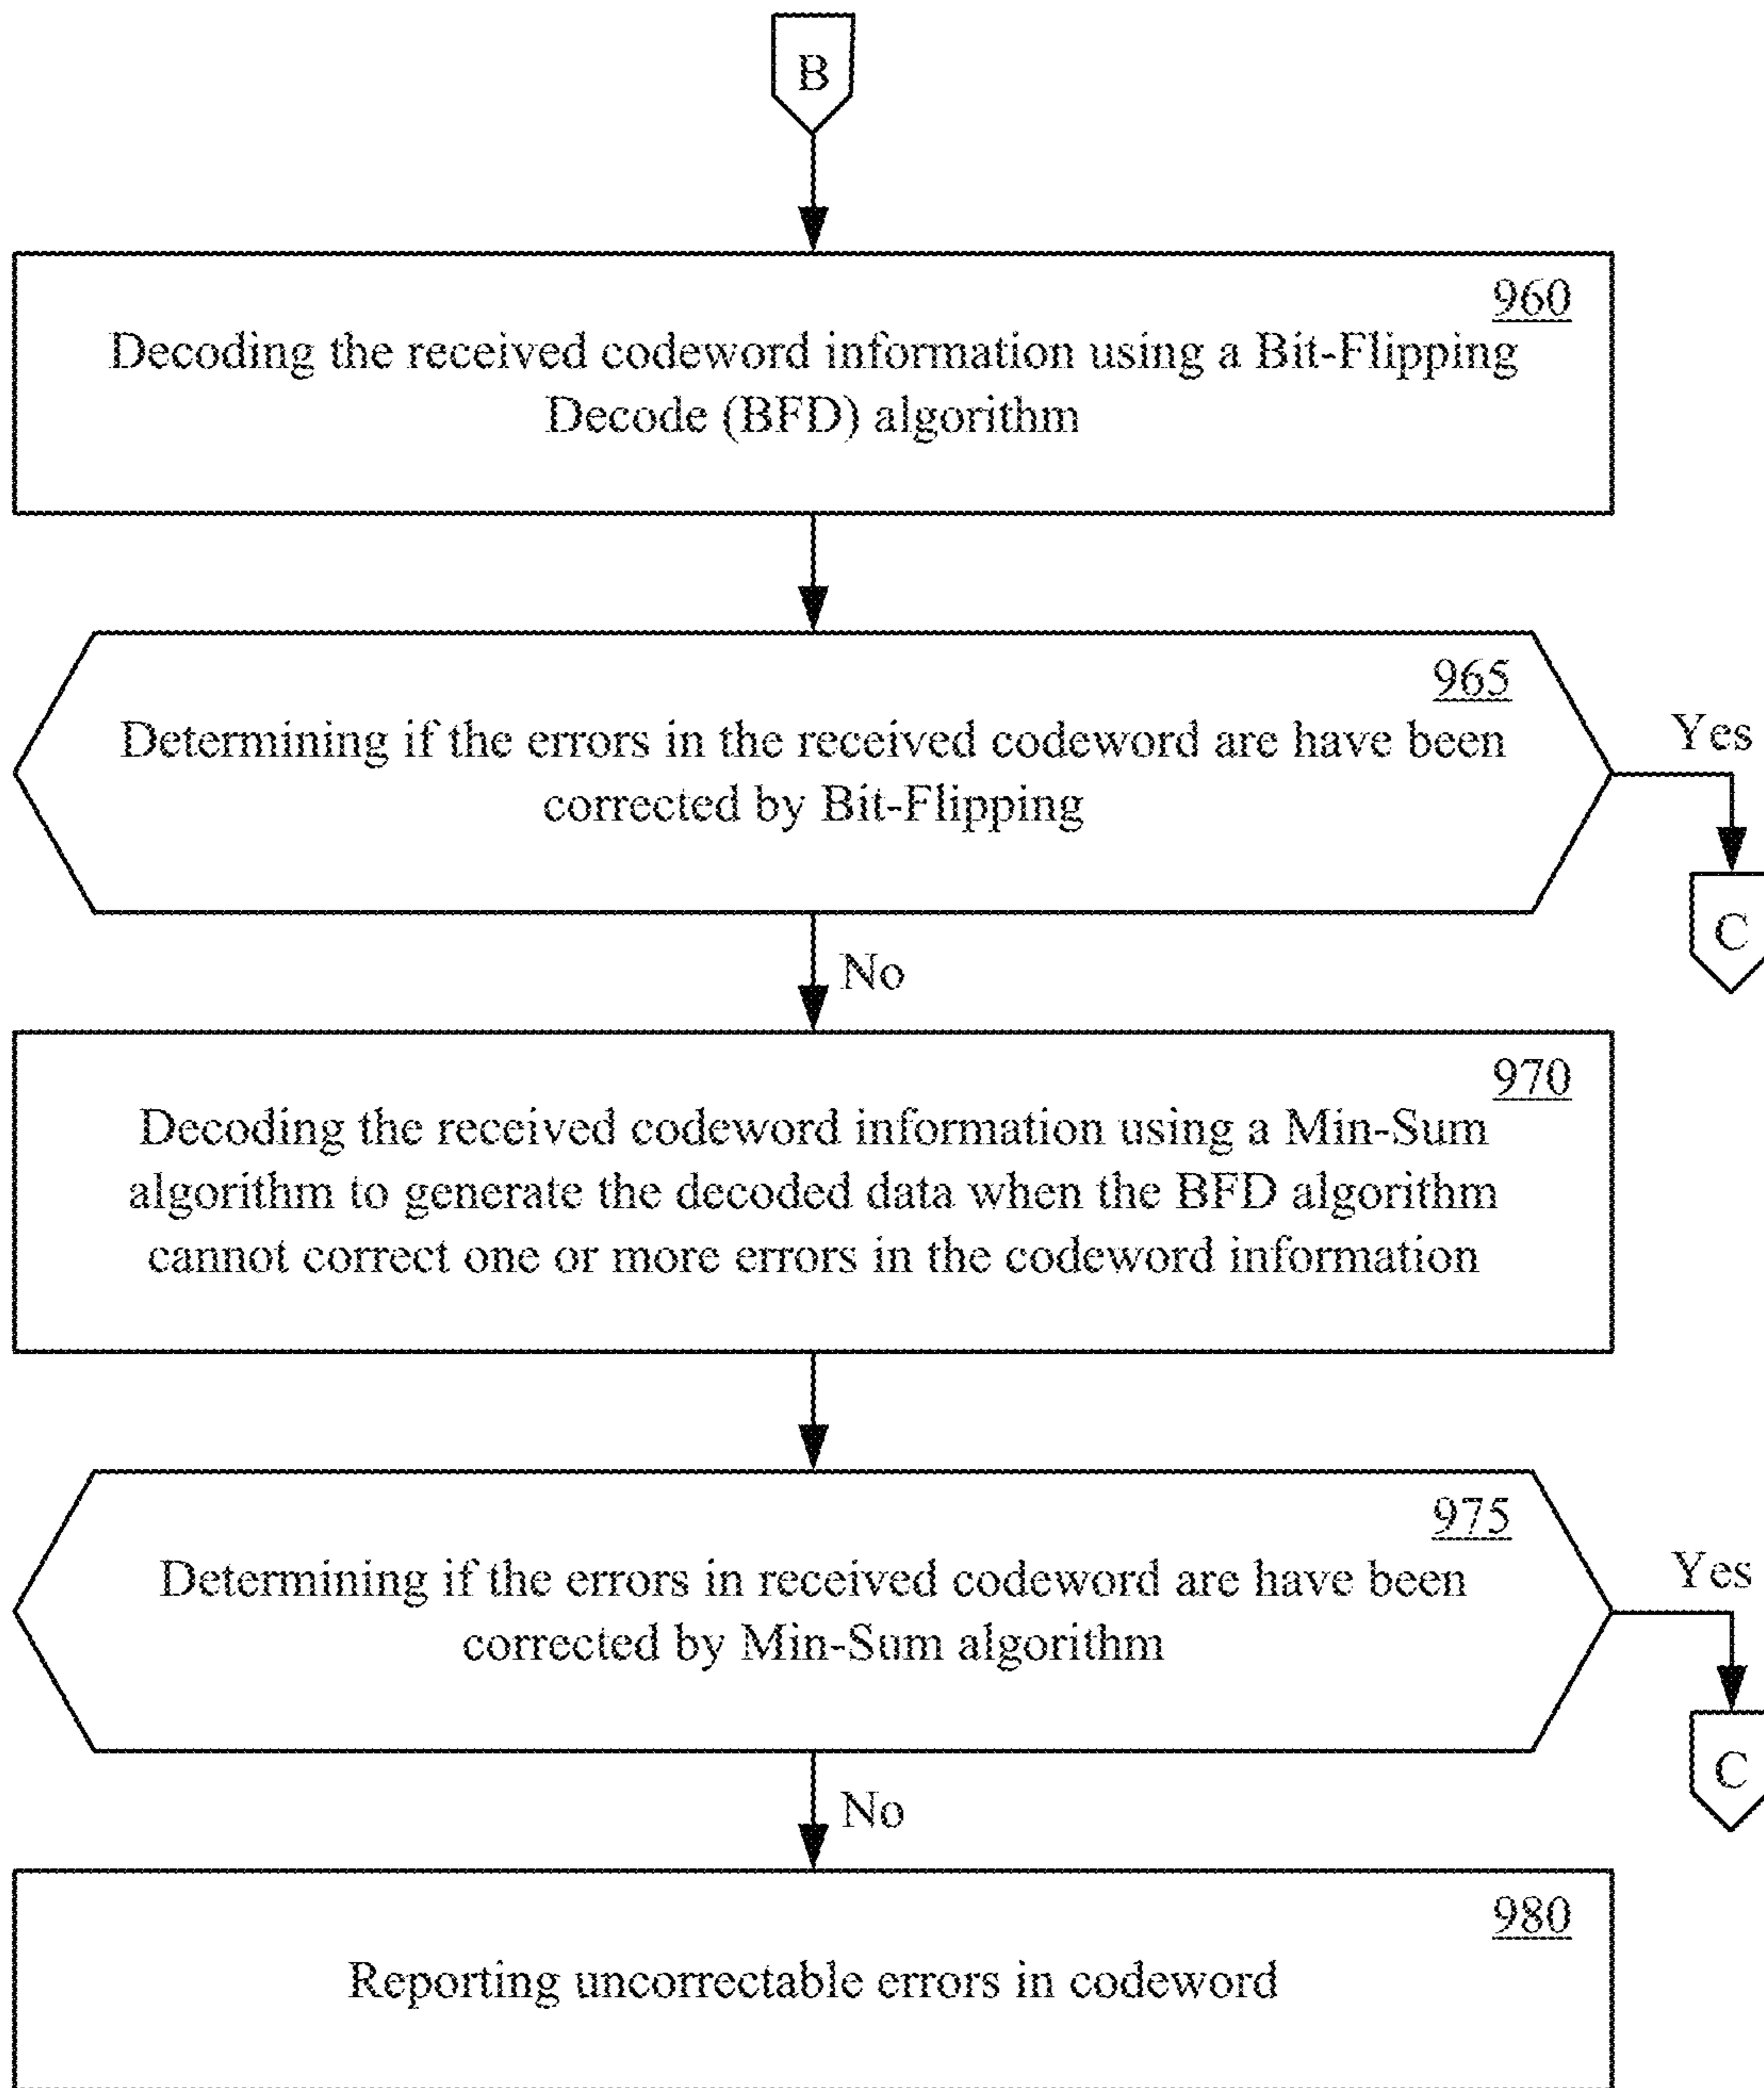 B
960
Decoding the received codeword information using a Bit-Flipping
Decode (BFD) algorithm
965
Determining if the errors in the received codeword are have been
corrected by Bit-Flipping
Yes
C
No
970
Decoding the received codeword information using a Min-Sum
algorithm to generate the decoded data when the BFD algorithm
cannot correct one or more errors in the codeword information
975
Determining if the errors in received codeword are have been
corrected by Min-Sum algorithm
Yes
C
No
980
Reporting uncorrectable errors in codeword